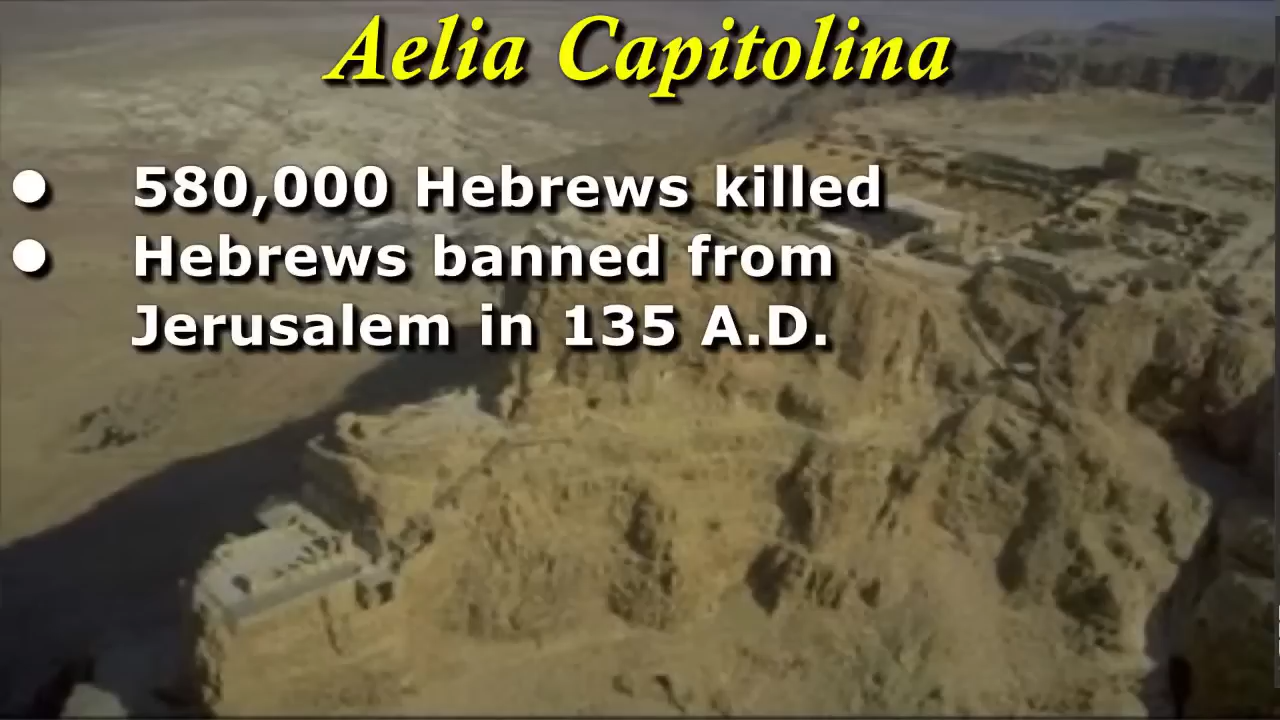 Aelia Capitolina
● 580,000 Hebrews killed
● Hebrews banned from
Jerusalem in 135 A.D.